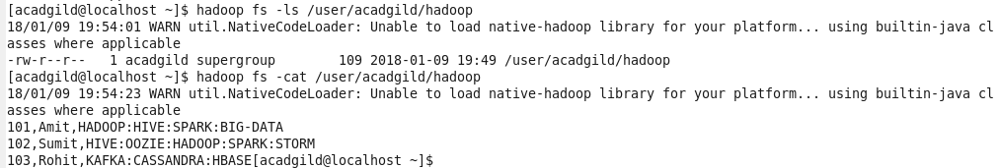 [acadgild@localhost ~]$ hadoop fs -ls /user/acadgild/hadoop
18/01/09 19:54:01 WARN util.NativeCodeLoader: Unable to load native-hadoop library for your platform... using builtin-java cl
asses where applicable
-rw-r--r--   1 acadgild supergroup        109 2018-01-09 19:49 /user/acadgild/hadoop
[acadgild@localhost ~]$ hadoop fs -cat /user/acadgild/hadoop
18/01/09 19:54:23 WARN util.NativeCodeLoader: Unable to load native-hadoop library for your platform... using builtin-java cl
asses where applicable
101,Amit,HADOOP:HIVE:SPARK:BIG-DATA
102,Sumit,HIVE:OOZIE:HADOOP:SPARK:STORM
103,Rohit,KAFKA:CASSANDRA:HBASE[acadgild@localhost ~]$